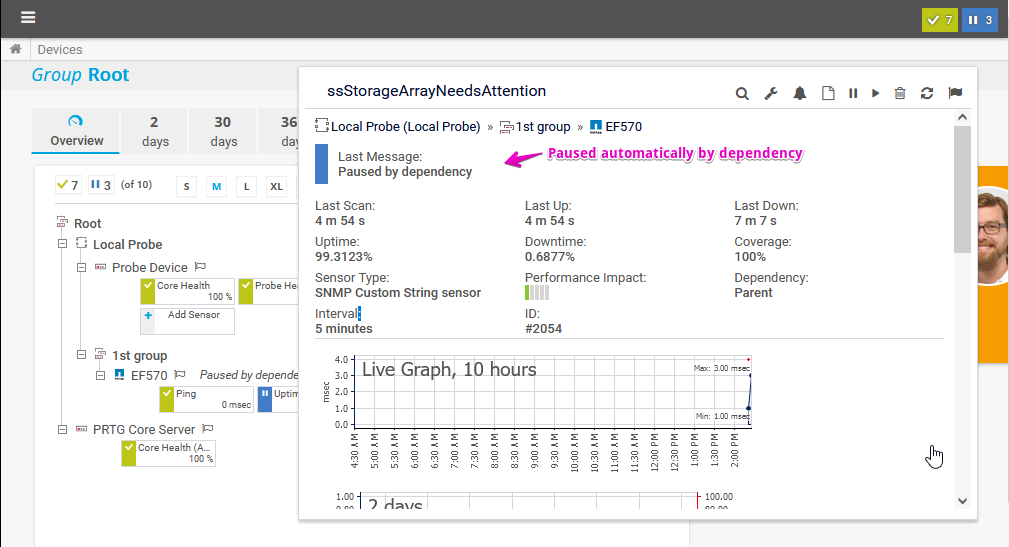 7
3
Devices
Group Root
Overview
2
days
30
days
36
da
7
3
(of 10)
S
M
L
XL
Root
Local Probe
Probe Device
Core Health
100 %
Probe He
Add Sensor
1st group
EF570
Paused by depende
Ping
0 msec
Uptim
PRTG Core Server
Core Health (A...
100 %
ssStorageArrayNeedsAttention
Local Probe (Local Probe) » 1st group » EF570
Last Message:
Paused by dependency
Paused automatically by dependency
Last Scan:
4 m 54 s
Last Up:
4 m 54 s
Last Down:
7 m 7 s
Uptime:
99.3123%
Downtime:
0.6877%
Coverage:
100%
Sensor Type:
SNMP Custom String sensor
Performance Impact:
Dependency:
Parent
Interval:
5 minutes
ID:
#2054
Live Graph, 10 hours
4.0
3.0
2.0
1.0
0.0
msec
Max: 3.00 msec
Min: 1.00 msec
4:30 AM
5:00 AM
5:30 AM
6:00 AM
6:30 AM
7:00 AM
7:30 AM
8:00 AM
8:30 AM
9:00 AM
9:30 AM
10:00 AM
10:30 AM
11:00 AM
11:30 AM
12:00 PM
12:30 PM
1:00 PM
1:30 PM
2:00 PM
1.00
2 days
100.00